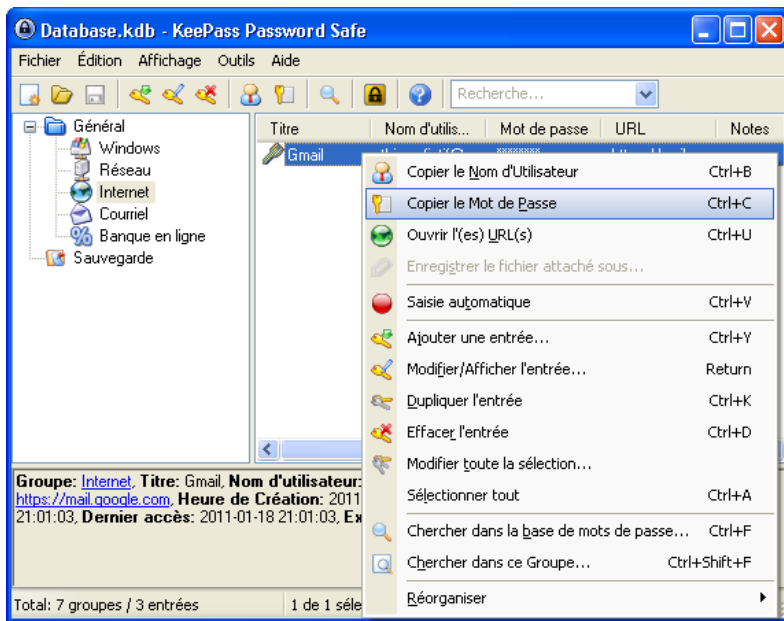 Database.kdb - KeePass Password Safe
Fichier Édition Affichage Outils Aide
Recherche...
Général
Windows
Réseau
Internet
Courriel
Banque en ligne
Sauvegarde
Titre Nom d'utilis... Mot de passe URL Notes
Gmail
Copier le Nom d'Utilisateur Ctrl+B
Copier le Mot de Passe Ctrl+C
Ouvrir l'(es) URL(s) Ctrl+U
Enregistrer le fichier attaché sous...
Saisie automatique Ctrl+V
Ajouter une entrée... Ctrl+Y
Modifier/Afficher l'entrée... Return
Dupliquer l'entrée Ctrl+K
Effacer l'entrée Ctrl+D
Modifier toute la sélection...
Sélectionner tout Ctrl+A
Chercher dans la base de mots de passe... Ctrl+F
Chercher dans ce Groupe... Ctrl+Shift+F
Réorganiser
Groupe: Internet, Titre: Gmail, Nom d'utilisateur:
https://mail.google.com, Heure de Création: 2011
21:01:03, Dernier accès: 2011-01-18 21:01:03, Ex
Total: 7 groupes / 3 entrées 1 de 1 séle